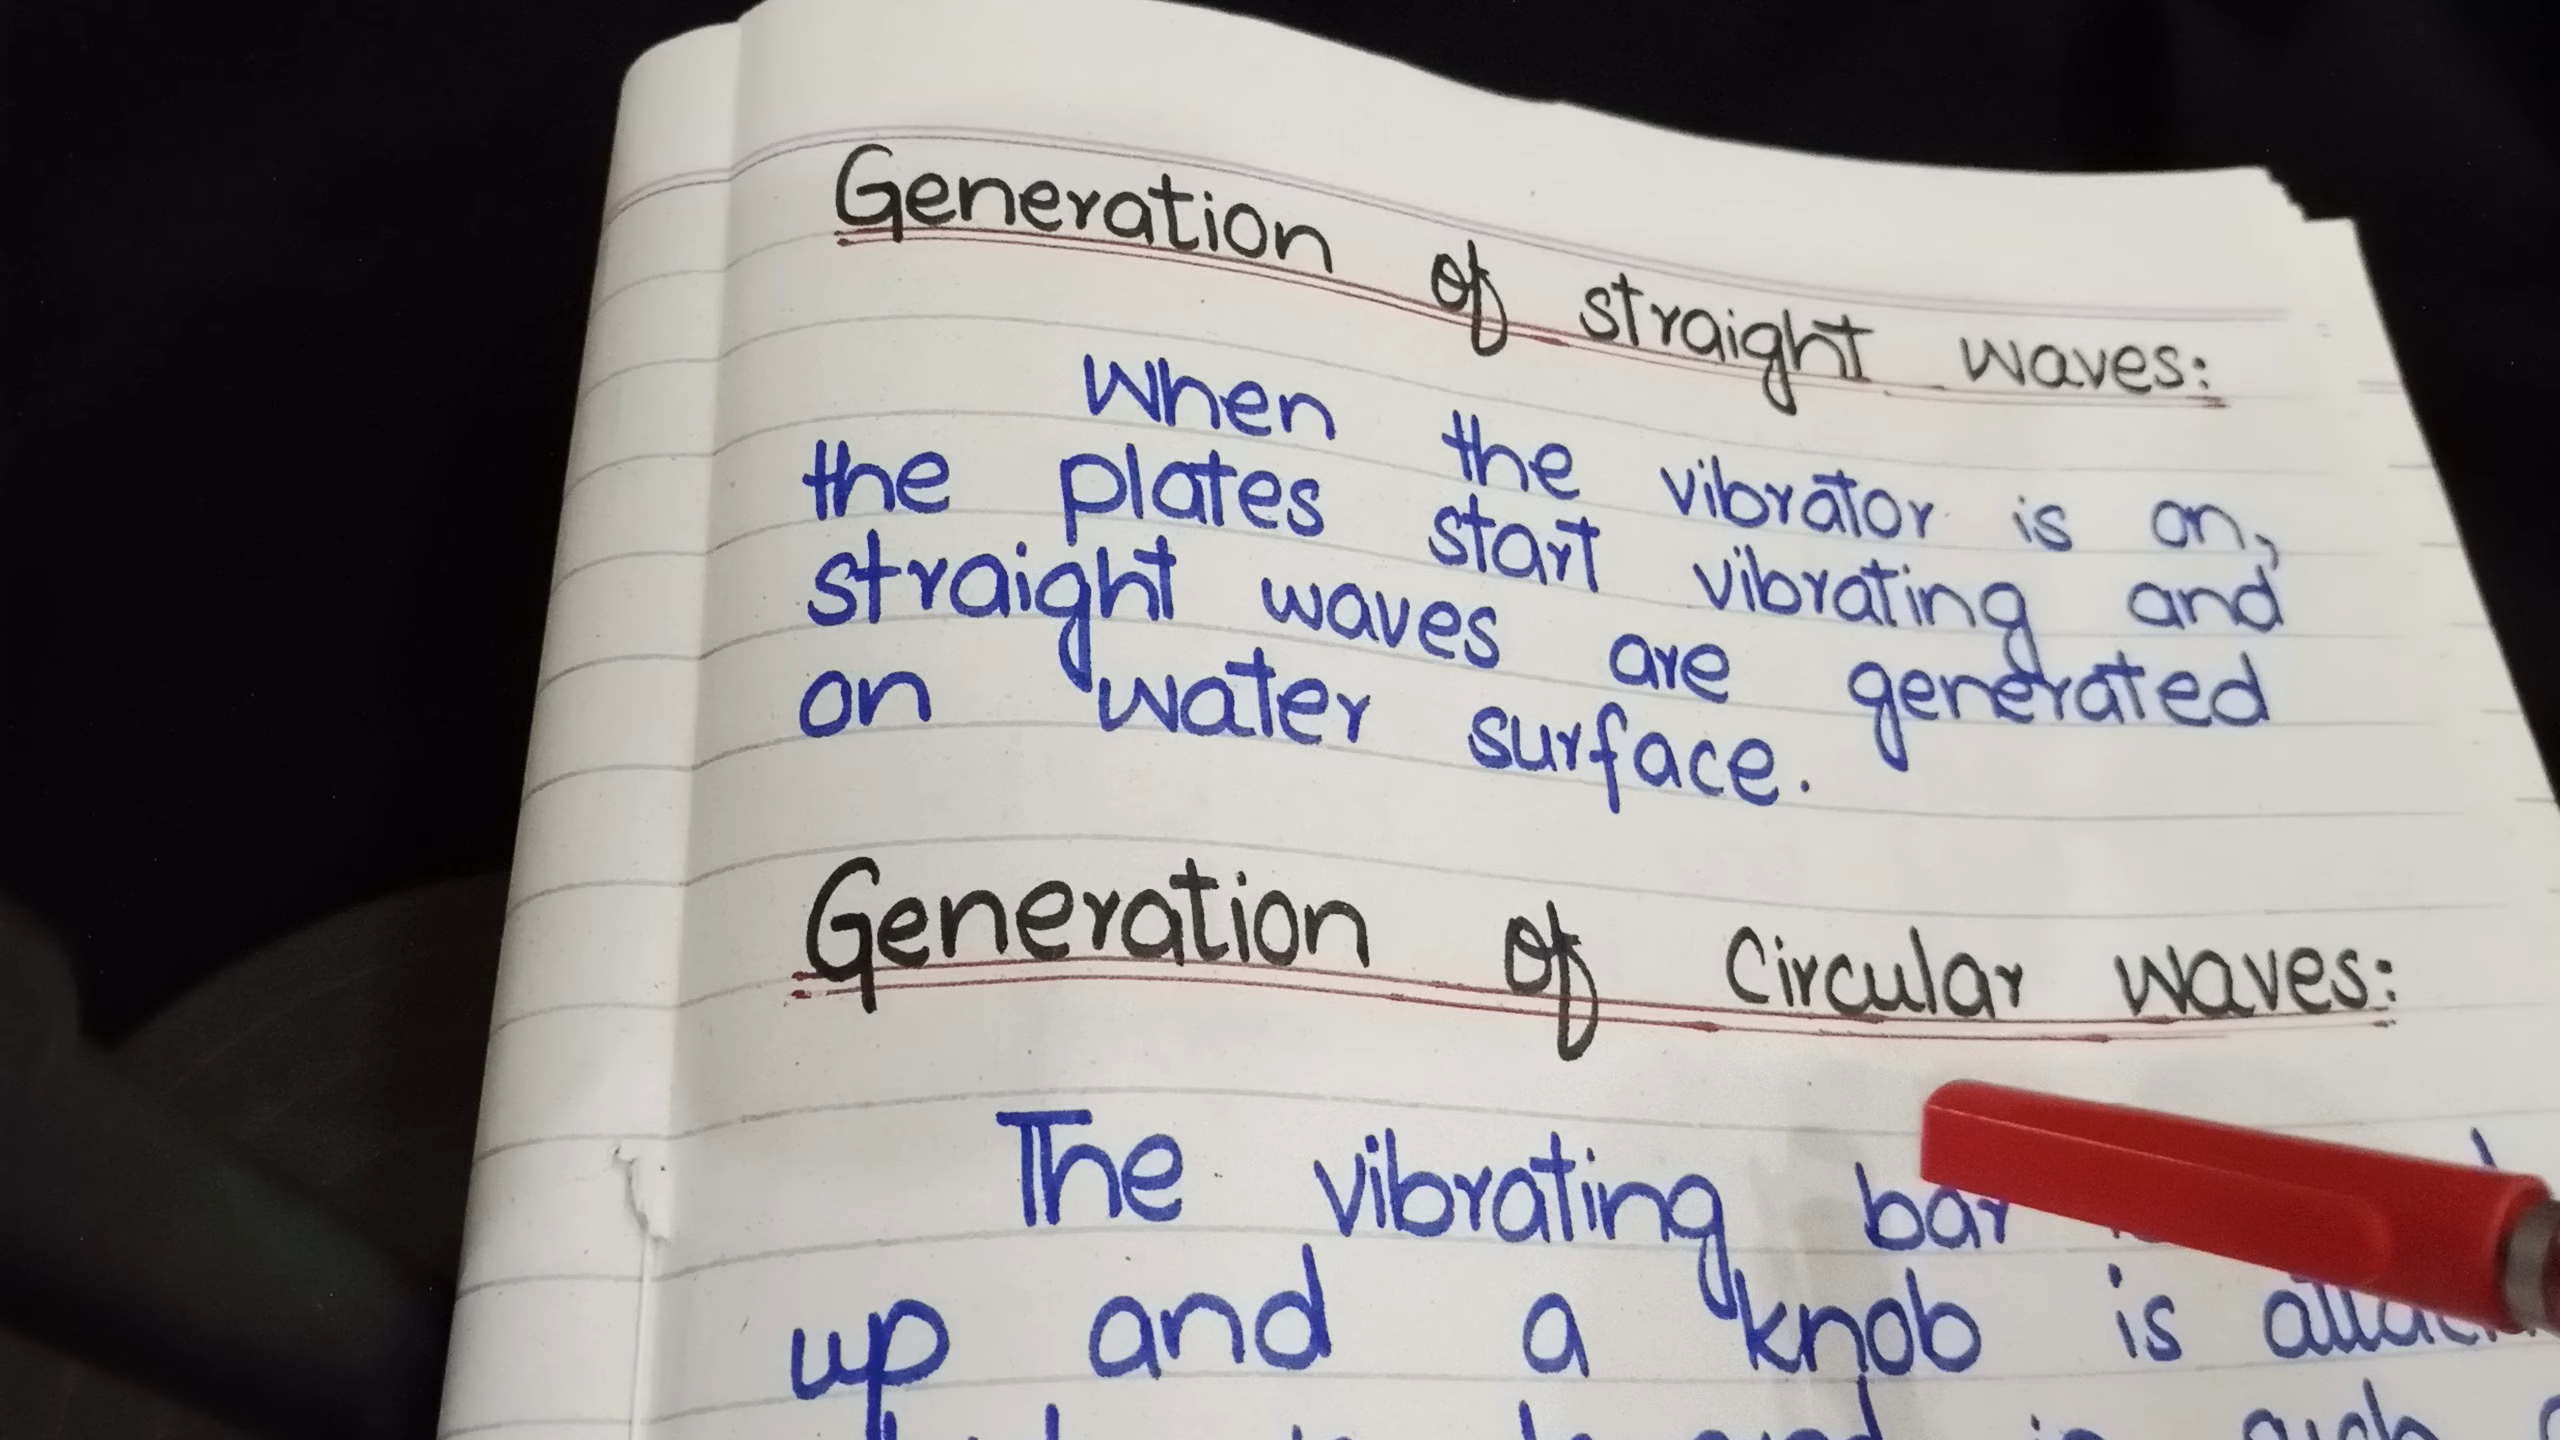 Generation of straight waves:
When the vibrator is on,
the plates start vibrating and
straight waves are generated
on water surface.
Generation of Circular waves:
The vibrating bar
up and a knob is